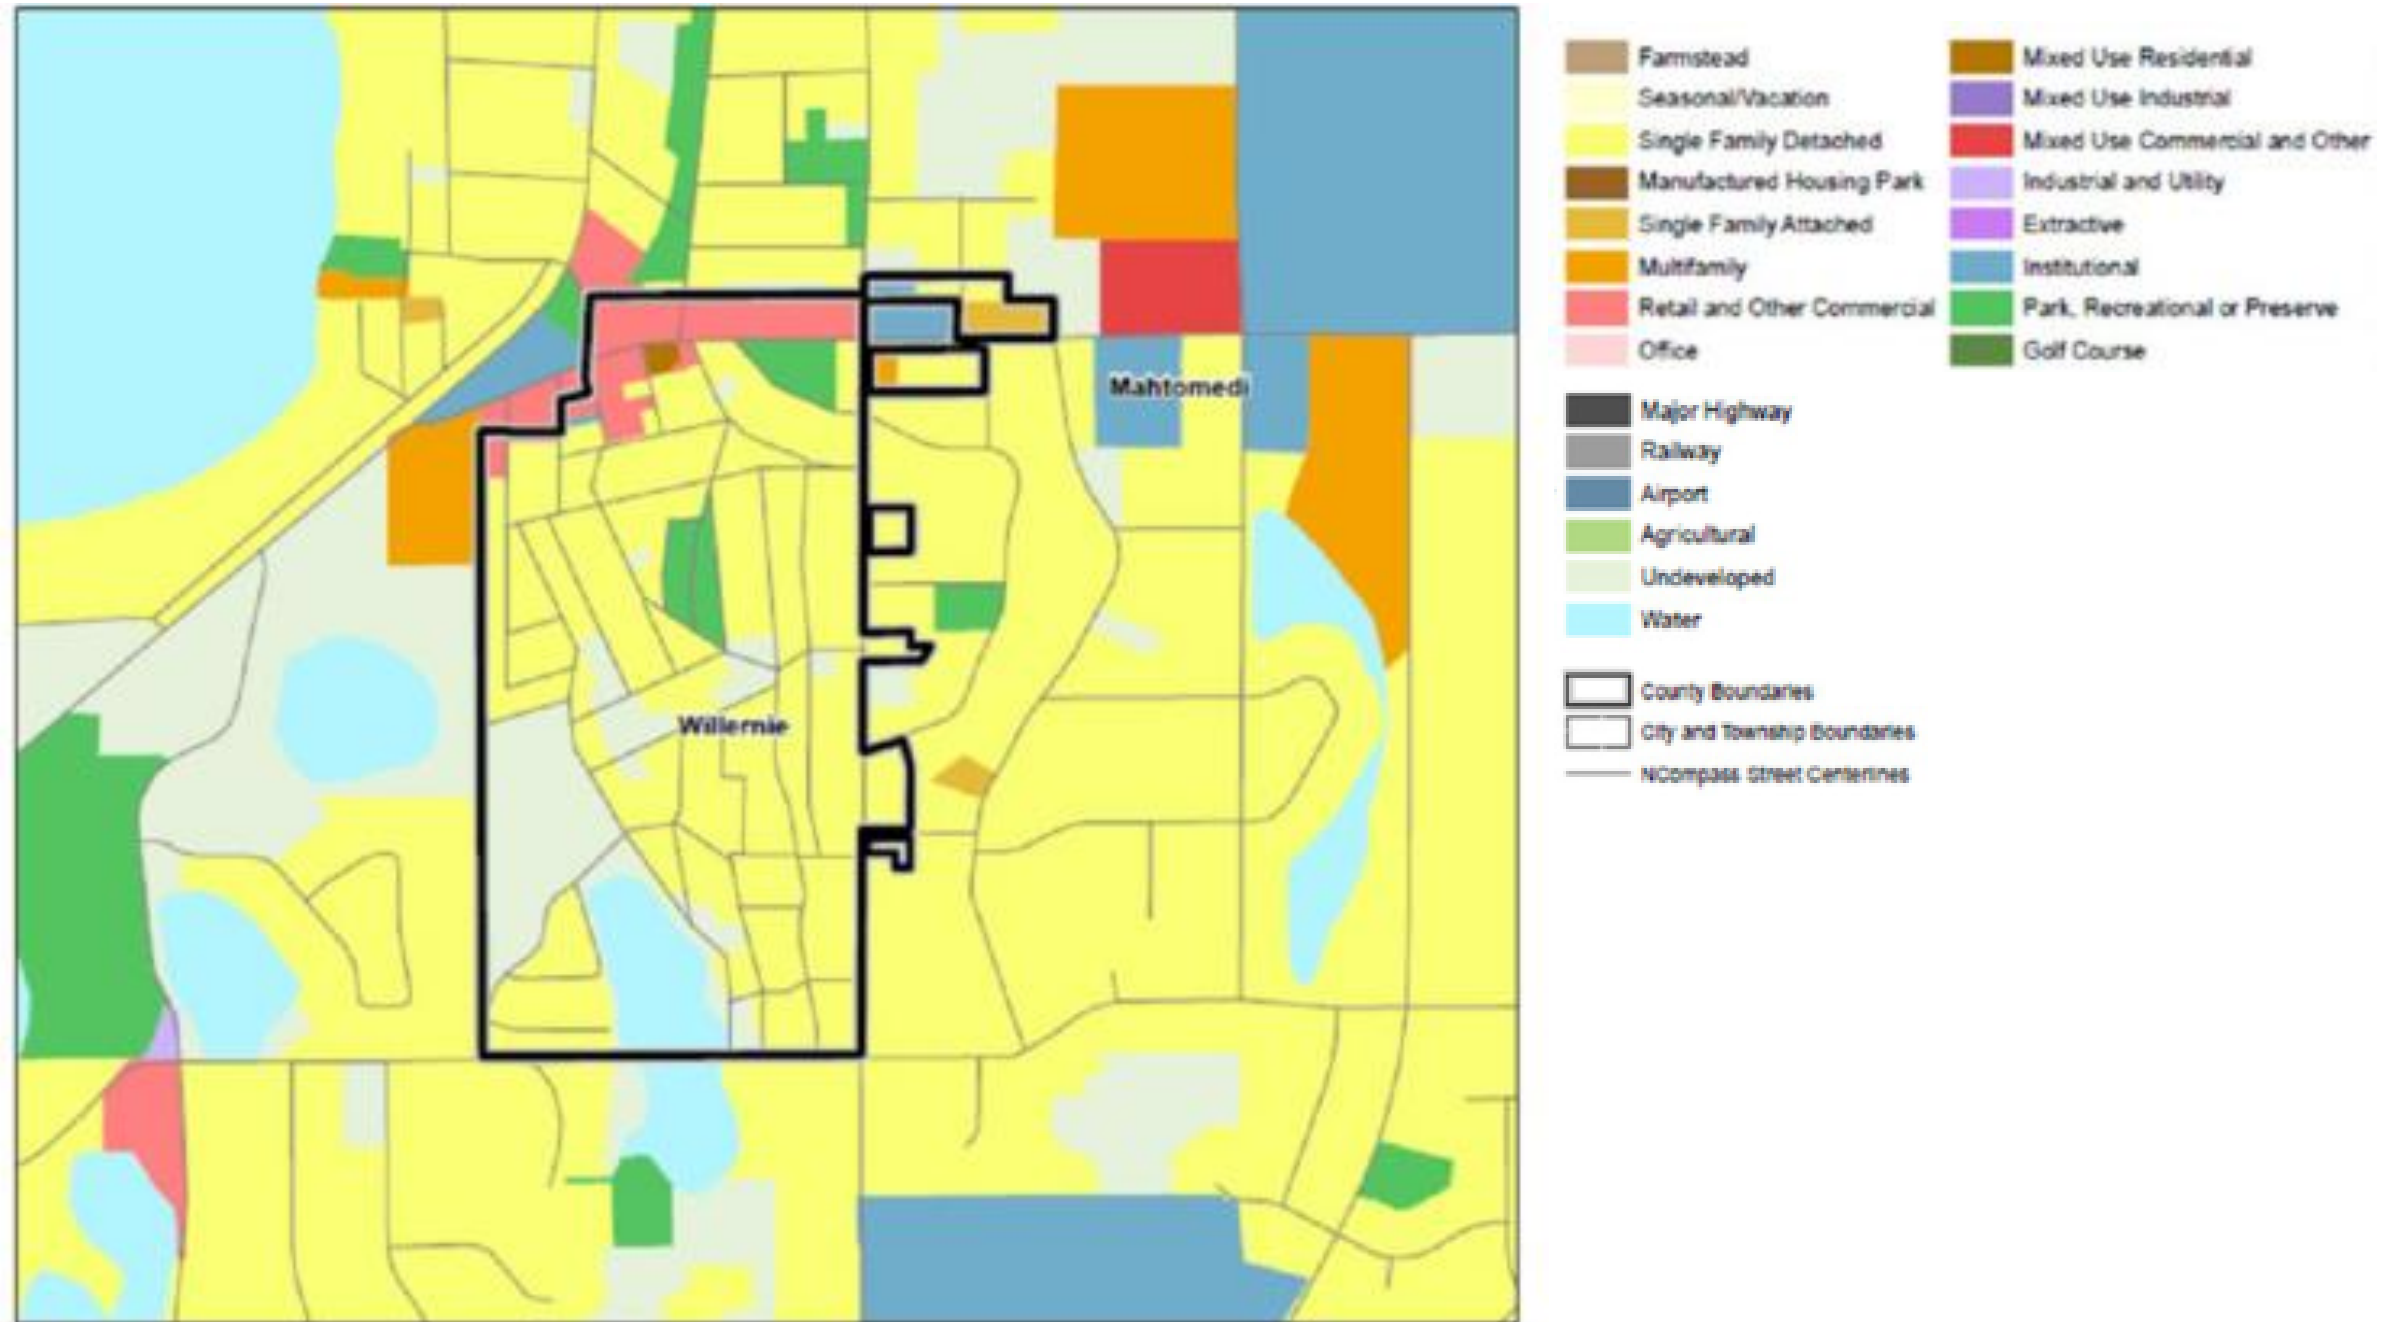 Mahtomedi
Willernie
Farmstead
Seasonal/Vacation
Single Family Detached
Manufactured Housing Park
Single Family Attached
Multifamily
Retail and Other Commercial
Office
Mixed Use Residential
Mixed Use Industrial
Mixed Use Commercial and Other
Industrial and Utility
Extractive
Institutional
Park, Recreational or Preserve
Golf Course
Major Highway
Railway
Airport
Agricultural
Undeveloped
Water
County Boundaries
City and Township Boundaries
NCompass Street Centerlines